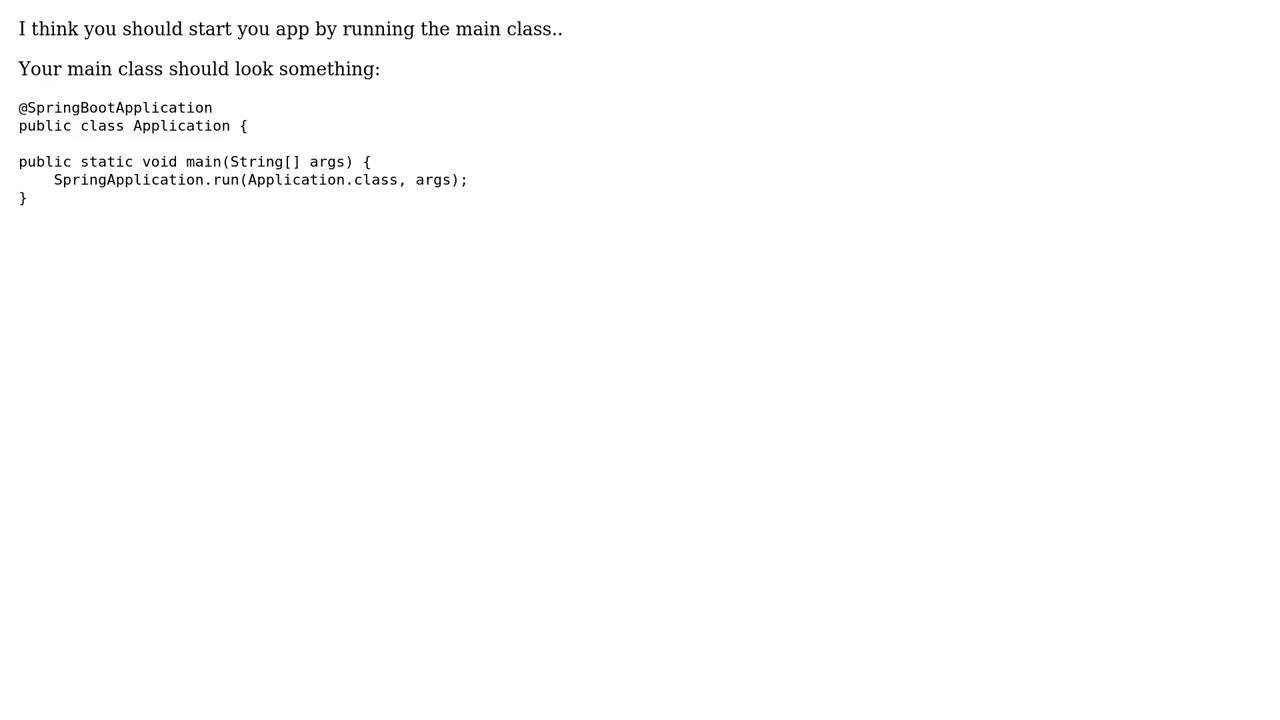 I think you should start you app by running the main class..
Your main class should look something:
@SpringBootApplication
public class Application {
public static void main(String[] args) {
    SpringApplication.run(Application.class, args);
}